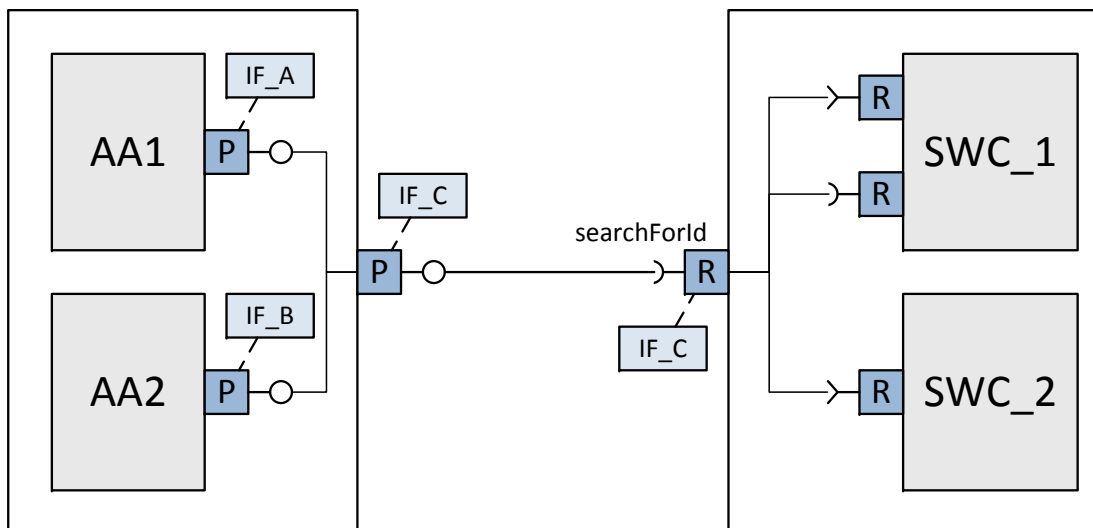 IF_A
AA1
P
IF_C
P
searchForId
R
IF_C
IF_B
AA2
P
R
SWC_1
R
R
SWC_2